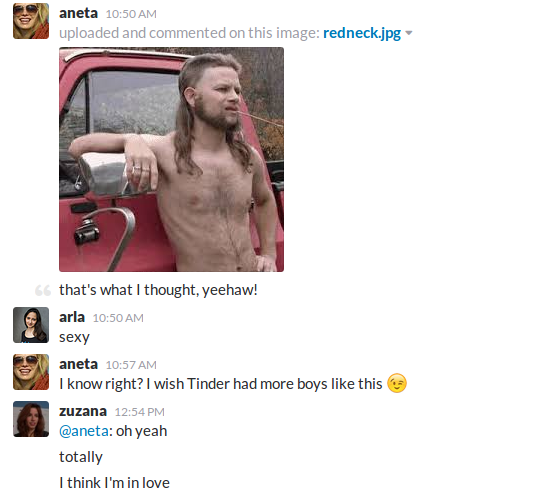 aneta 10:50 AM
uploaded and commented on this image: redneck.jpg
that's what I thought, yeehaw!
arla 10:50 AM
sexy
aneta 10:57 AM
I know right? I wish Tinder had more boys like this 😉
zuzana 12:54 PM
@aneta: oh yeah
totally
I think I'm in love